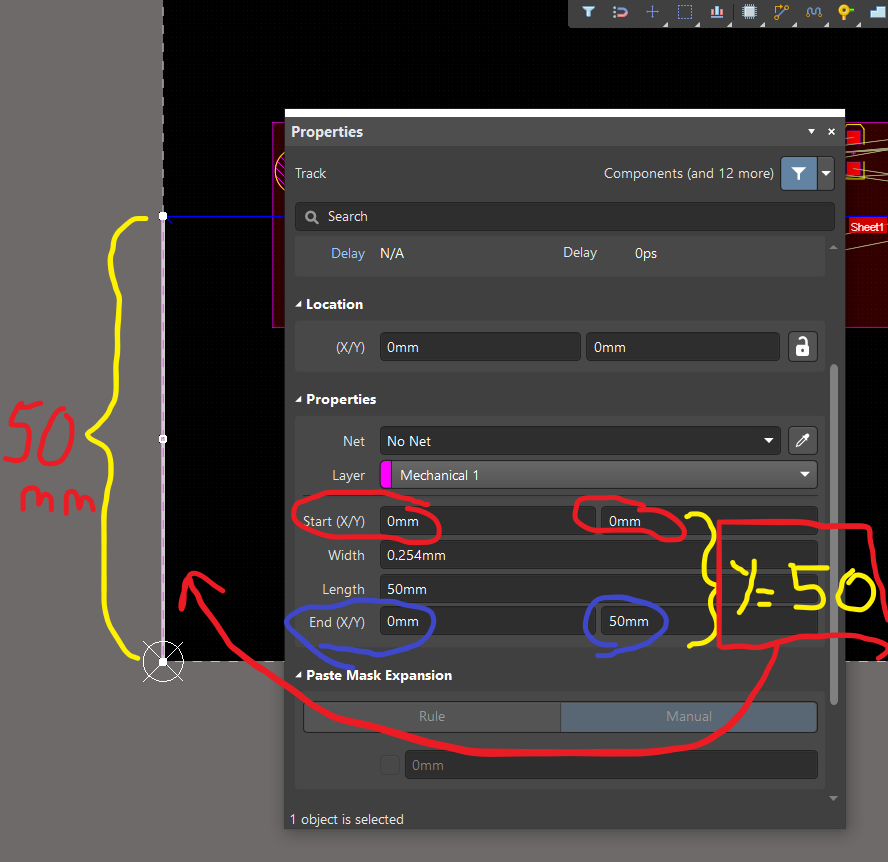 Properties
Track
Components (and 12 more)
Search
Sheet1
Delay N/A Delay 0ps
Location
(X/Y) 0mm 0mm
Properties
50
mm
Net No Net
Layer Mechanical 1
Start (X/Y) 0mm 0mm
Width 0.254mm
Length 50mm
y=50
End (X/Y) 0mm 50mm
Paste Mask Expansion
Rule Manual
0mm
1 object is selected